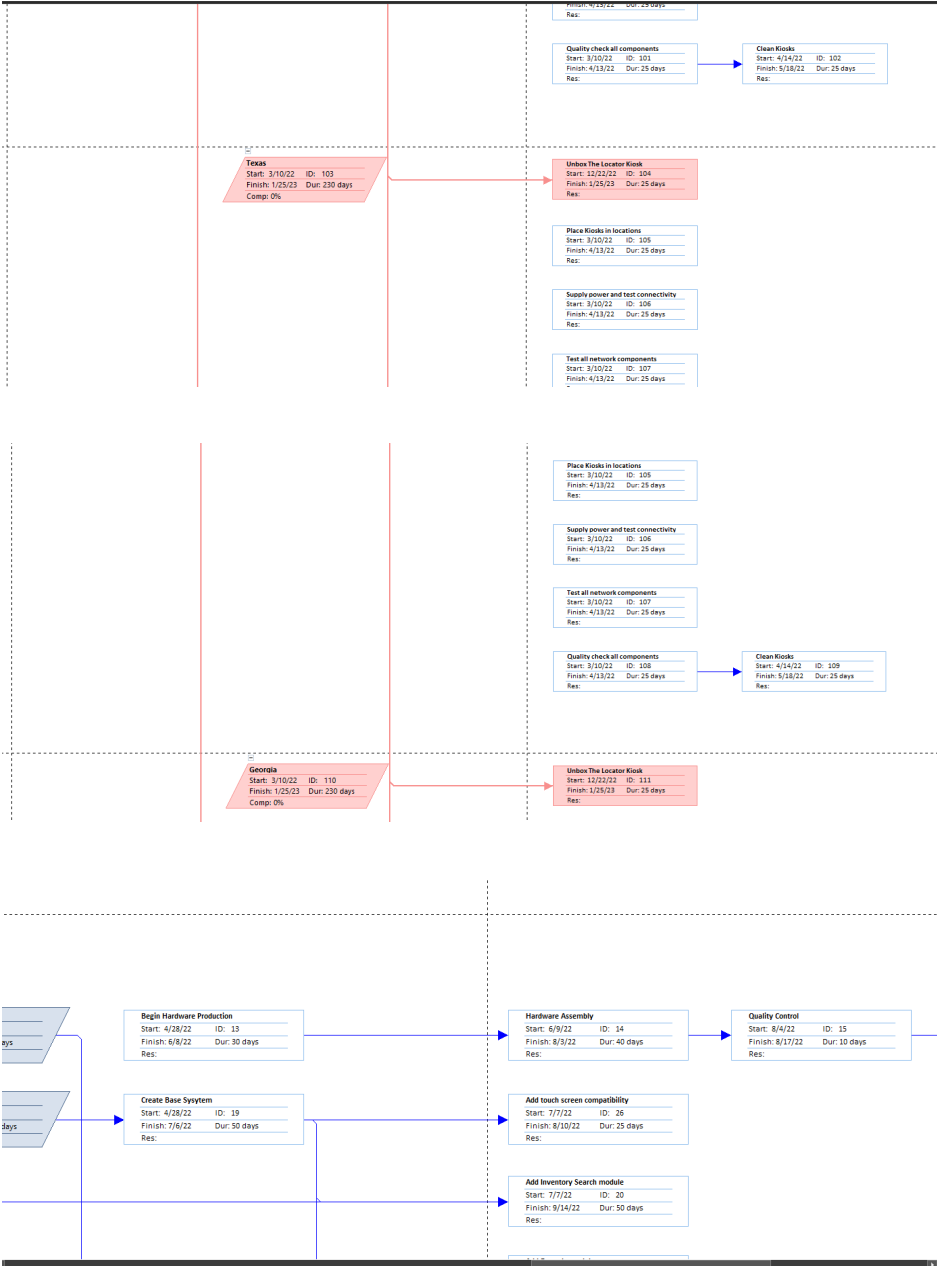 Finish: 4/13/22 Dur: 25 days
Res:
Quality check all components
Start: 3/10/22 ID: 101
Finish: 4/13/22 Dur: 25 days
Res:
Clean Kiosks
Start: 4/14/22 ID: 102
Finish: 5/18/22 Dur: 25 days
Res:
Texas
Start: 3/10/22 ID: 103
Finish: 1/25/23 Dur: 230 days
Comp: 0%
Unbox The Locator Kiosk
Start: 12/22/22 ID: 104
Finish: 1/25/23 Dur: 25 days
Res:
Place Kiosks in locations
Start: 3/10/22 ID: 105
Finish: 4/13/22 Dur: 25 days
Res:
Supply power and test connectivity
Start: 3/10/22 ID: 106
Finish: 4/13/22 Dur: 25 days
Res:
Test all network components
Start: 3/10/22 ID: 107
Finish: 4/13/22 Dur: 25 days
Place Kiosks in locations
Start: 3/10/22 ID: 105
Finish: 4/13/22 Dur: 25 days
Res:
Supply power and test connectivity
Start: 3/10/22 ID: 106
Finish: 4/13/22 Dur: 25 days
Res:
Test all network components
Start: 3/10/22 ID: 107
Finish: 4/13/22 Dur: 25 days
Res:
Quality check all components
Start: 3/10/22 ID: 108
Finish: 4/13/22 Dur: 25 days
Res:
Clean Kiosks
Start: 4/14/22 ID: 109
Finish: 5/18/22 Dur: 25 days
Res:
Georgia
Start: 3/10/22 ID: 110
Finish: 1/25/23 Dur: 230 days
Comp: 0%
Unbox The Locator Kiosk
Start: 12/22/22 ID: 111
Finish: 1/25/23 Dur: 25 days
Res:
ays
Begin Hardware Production
Start: 4/28/22 ID: 13
Finish: 6/8/22 Dur: 30 days
Res:
Hardware Assembly
Start: 6/9/22 ID: 14
Finish: 8/3/22 Dur: 40 days
Res:
Quality Control
Start: 8/4/22 ID: 15
Finish: 8/17/22 Dur: 10 days
Res:
days
Create Base Sysytem
Start: 4/28/22 ID: 19
Finish: 7/6/22 Dur: 50 days
Res:
Add touch screen compatibility
Start: 7/7/22 ID: 26
Finish: 8/10/22 Dur: 25 days
Res:
Add Inventory Search module
Start: 7/7/22 ID: 20
Finish: 9/14/22 Dur: 50 days
Res: